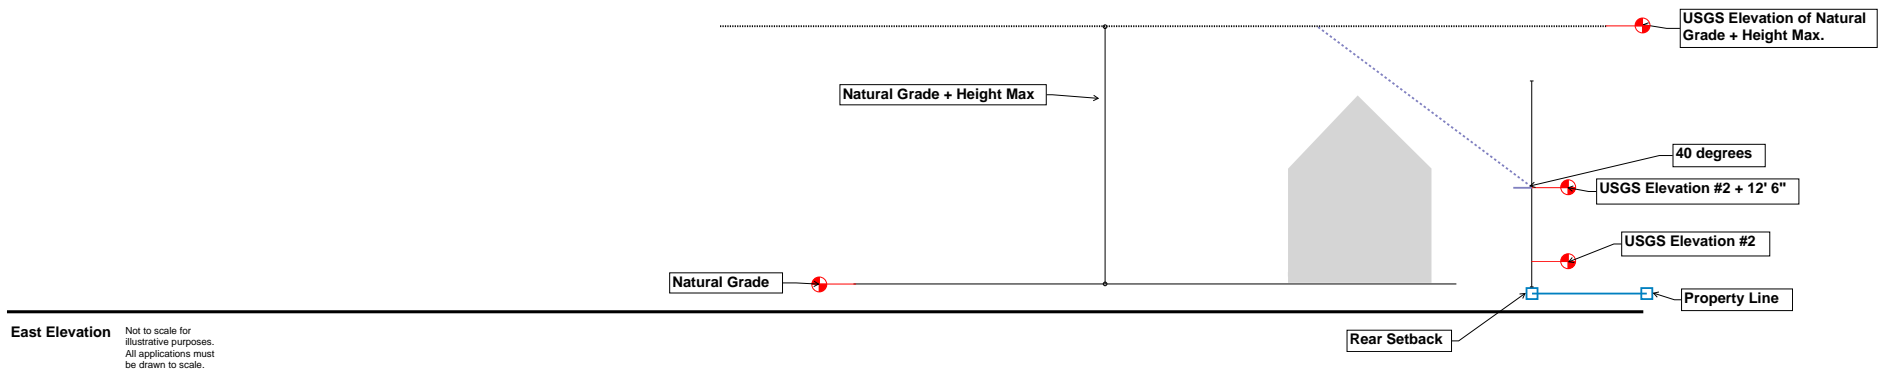 USGS Elevation of Natural
Grade + Height Max.
Natural Grade + Height Max
40 degrees
USGS Elevation #2 + 12' 6"
USGS Elevation #2
Natural Grade
Property Line
Rear Setback
East Elevation
Not to scale for
illustrative purposes.
All applications must
be drawn to scale.